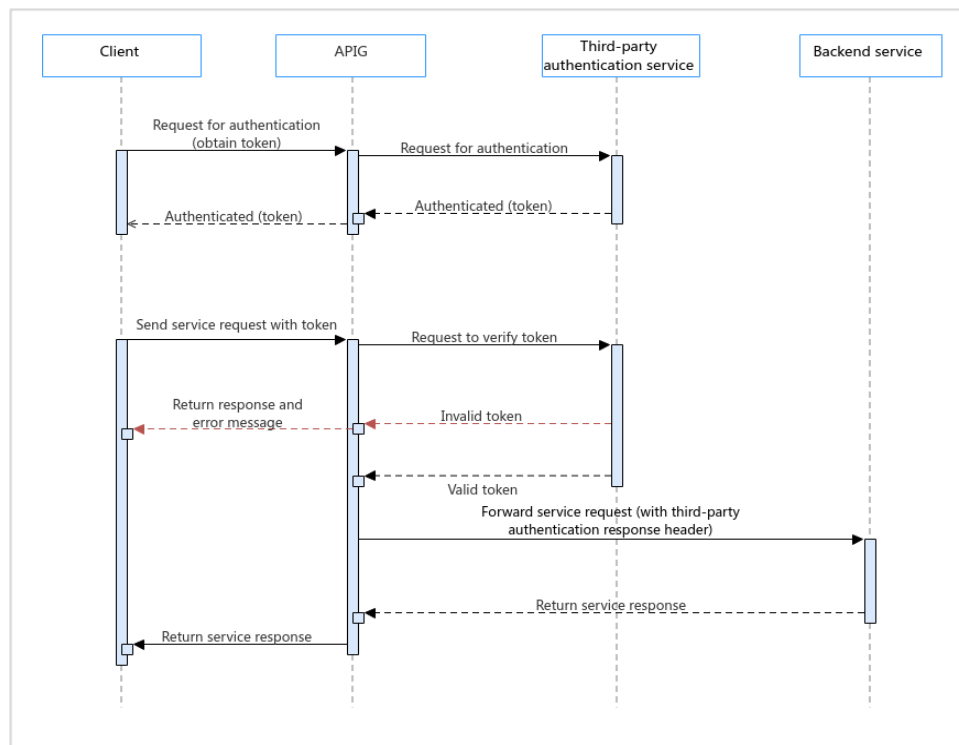 Client
APIG
Third-party
authentication service
Backend service
Request for authentication
(obtain token)
Request for authentication
Authenticated (token)
Authenticated (token)
Send service request with token
Request to verify token
Return response and
error message
Invalid token
Valid token
Forward service request (with third-party
authentication response header)
Return service response
Return service response